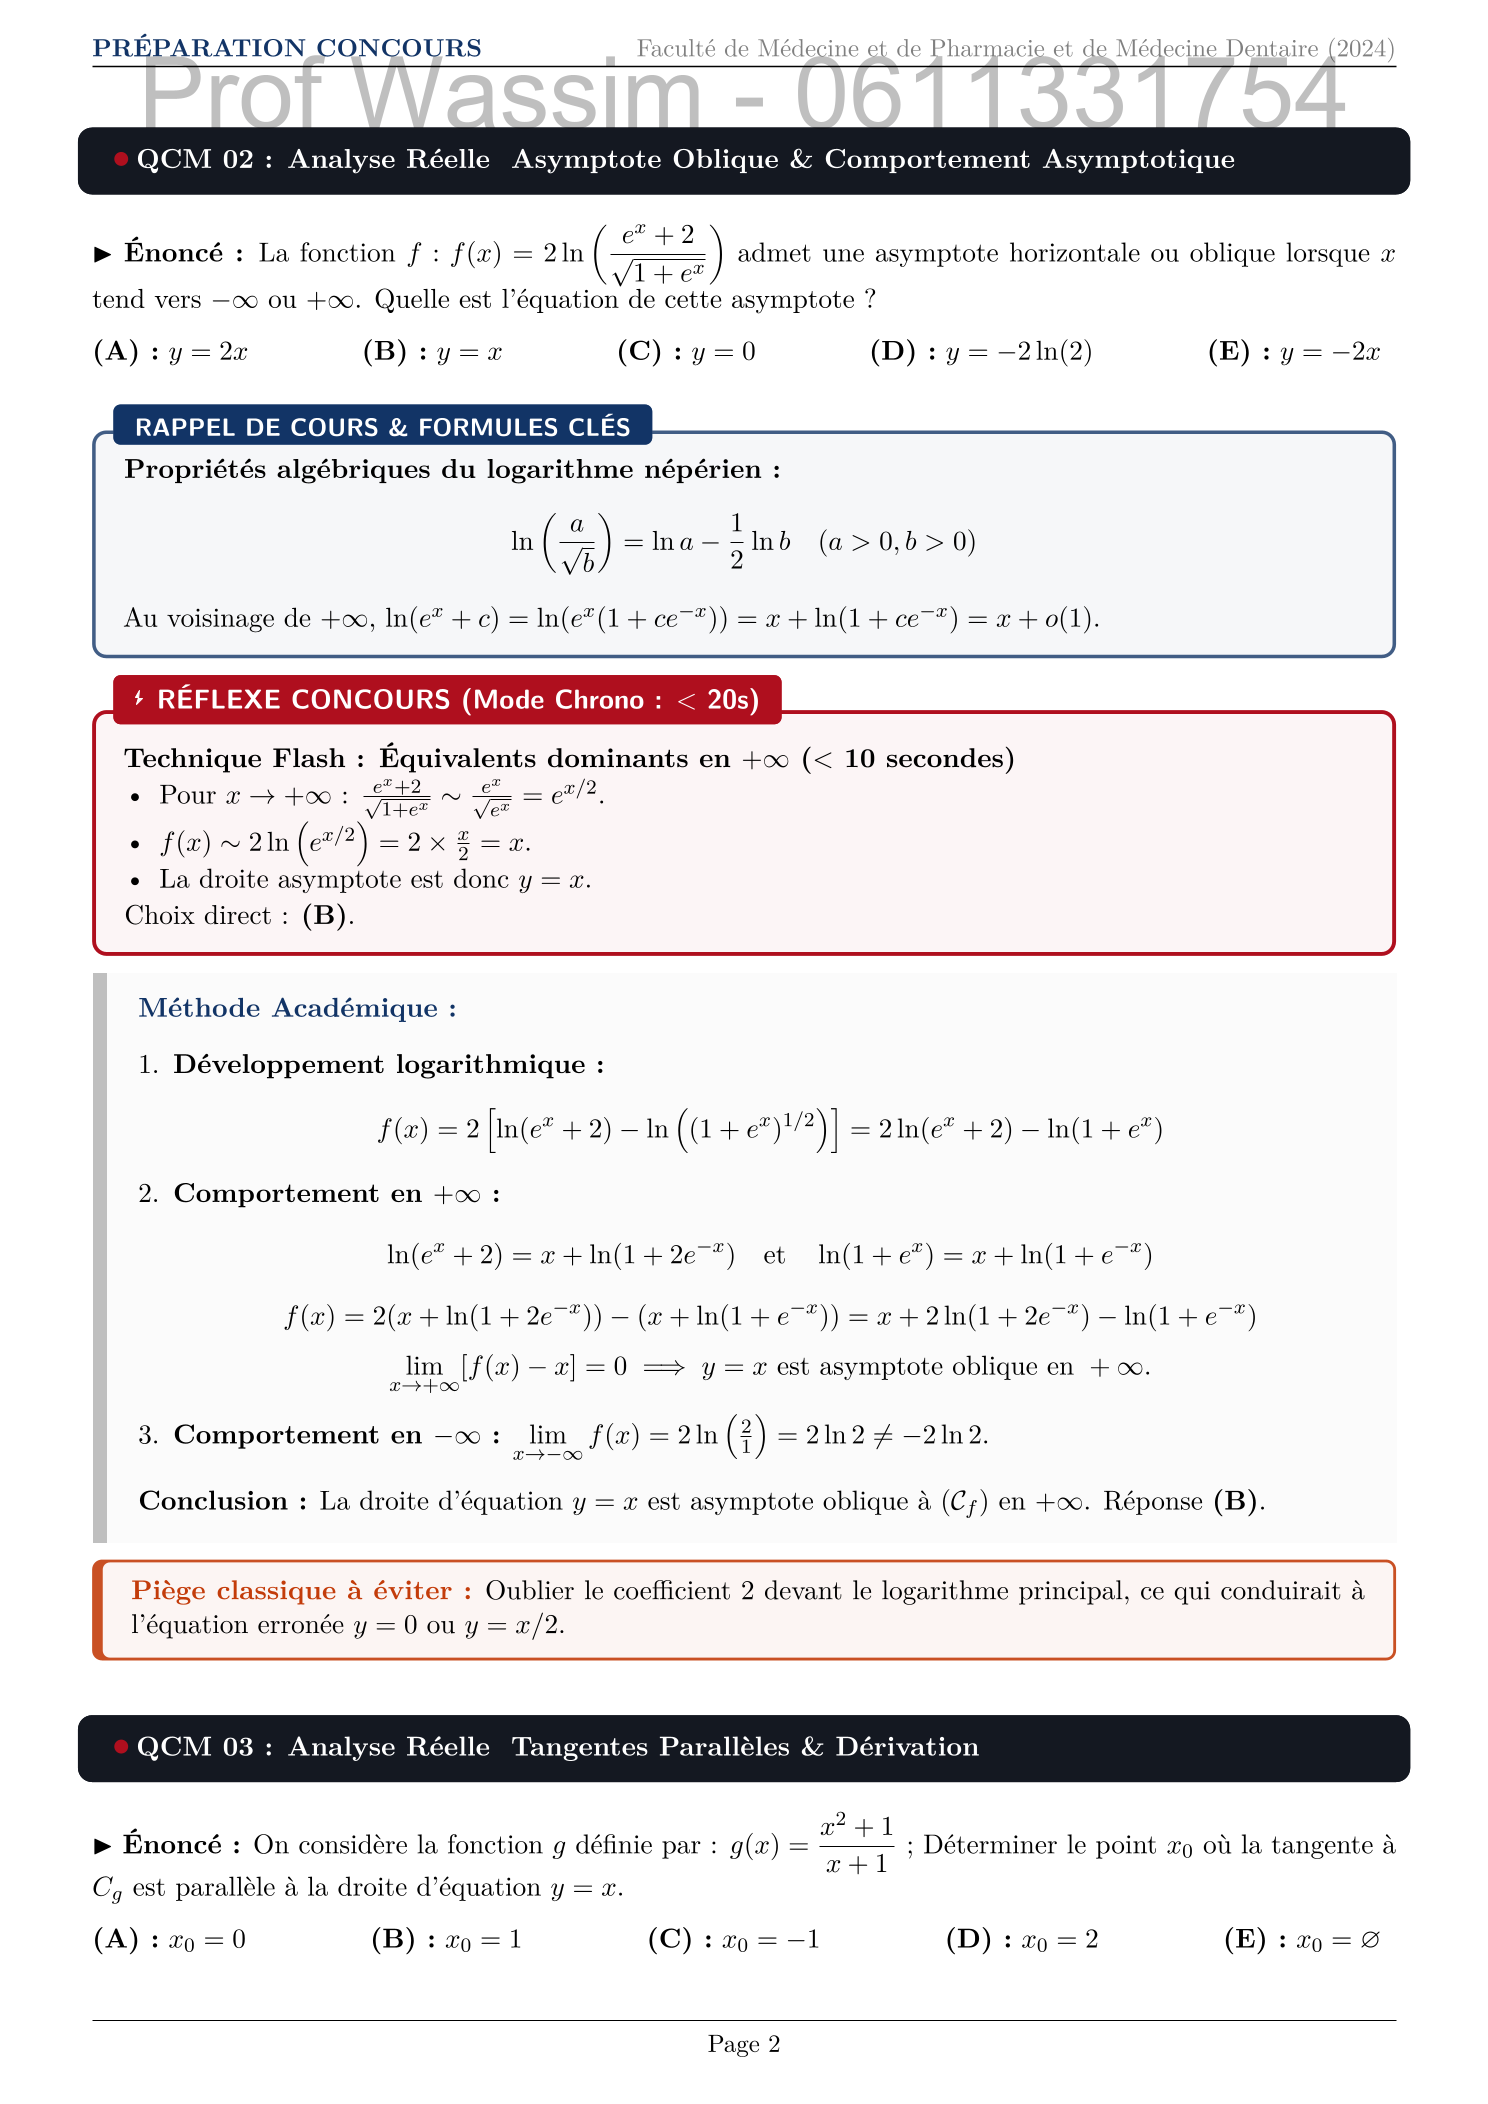 PRÉPARATION CONCOURS Faculté de Médecine et de Pharmacie et de Médecine Dentaire (2024)
Prof Wassim - 0611331754
QCM 02 : Analyse Réelle Asymptote Oblique & Comportement Asymptotique
▶ Énoncé : La fonction f : f(x) = 2 ln((e^x + 2)/√(1 + e^x)) admet une asymptote horizontale ou oblique lorsque x
tend vers −∞ ou +∞. Quelle est l'équation de cette asymptote ?
(A) : y = 2x (B) : y = x (C) : y = 0 (D) : y = −2 ln(2) (E) : y = −2x
RAPPEL DE COURS & FORMULES CLÉS
Propriétés algébriques du logarithme népérien :
ln(a/√b) = ln a − 1/2 ln b (a > 0, b > 0)
Au voisinage de +∞, ln(e^x + c) = ln(e^x(1 + ce^−x)) = x + ln(1 + ce^−x) = x + o(1).
RÉFLEXE CONCOURS (Mode Chrono : < 20s)
Technique Flash : Équivalents dominants en +∞ (< 10 secondes)
• Pour x → +∞ : (e^x+2)/√(1+e^x) ∼ e^x/√(e^x) = e^(x/2).
• f(x) ∼ 2 ln(e^(x/2)) = 2 × x/2 = x.
• La droite asymptote est donc y = x.
Choix direct : (B).
Méthode Académique :
1. Développement logarithmique :
f(x) = 2[ln(e^x + 2) − ln((1 + e^x)^(1/2))] = 2 ln(e^x + 2) − ln(1 + e^x)
2. Comportement en +∞ :
ln(e^x + 2) = x + ln(1 + 2e^−x) et ln(1 + e^x) = x + ln(1 + e^−x)
f(x) = 2(x + ln(1 + 2e^−x)) − (x + ln(1 + e^−x)) = x + 2 ln(1 + 2e^−x) − ln(1 + e^−x)
lim x→+∞ [f(x) − x] = 0 ⟹ y = x est asymptote oblique en + ∞.
3. Comportement en −∞ : lim x→−∞ f(x) = 2 ln(2/1) = 2 ln 2 ≠ −2 ln 2.
Conclusion : La droite d'équation y = x est asymptote oblique à (𝒞_f) en +∞. Réponse (B).
Piège classique à éviter : Oublier le coefficient 2 devant le logarithme principal, ce qui conduirait à
l'équation erronée y = 0 ou y = x/2.
QCM 03 : Analyse Réelle Tangentes Parallèles & Dérivation
▶ Énoncé : On considère la fonction g définie par : g(x) = (x² + 1)/(x + 1) ; Déterminer le point x₀ où la tangente à
C_g est parallèle à la droite d'équation y = x.
(A) : x₀ = 0 (B) : x₀ = 1 (C) : x₀ = −1 (D) : x₀ = 2 (E) : x₀ = ∅
Page 2